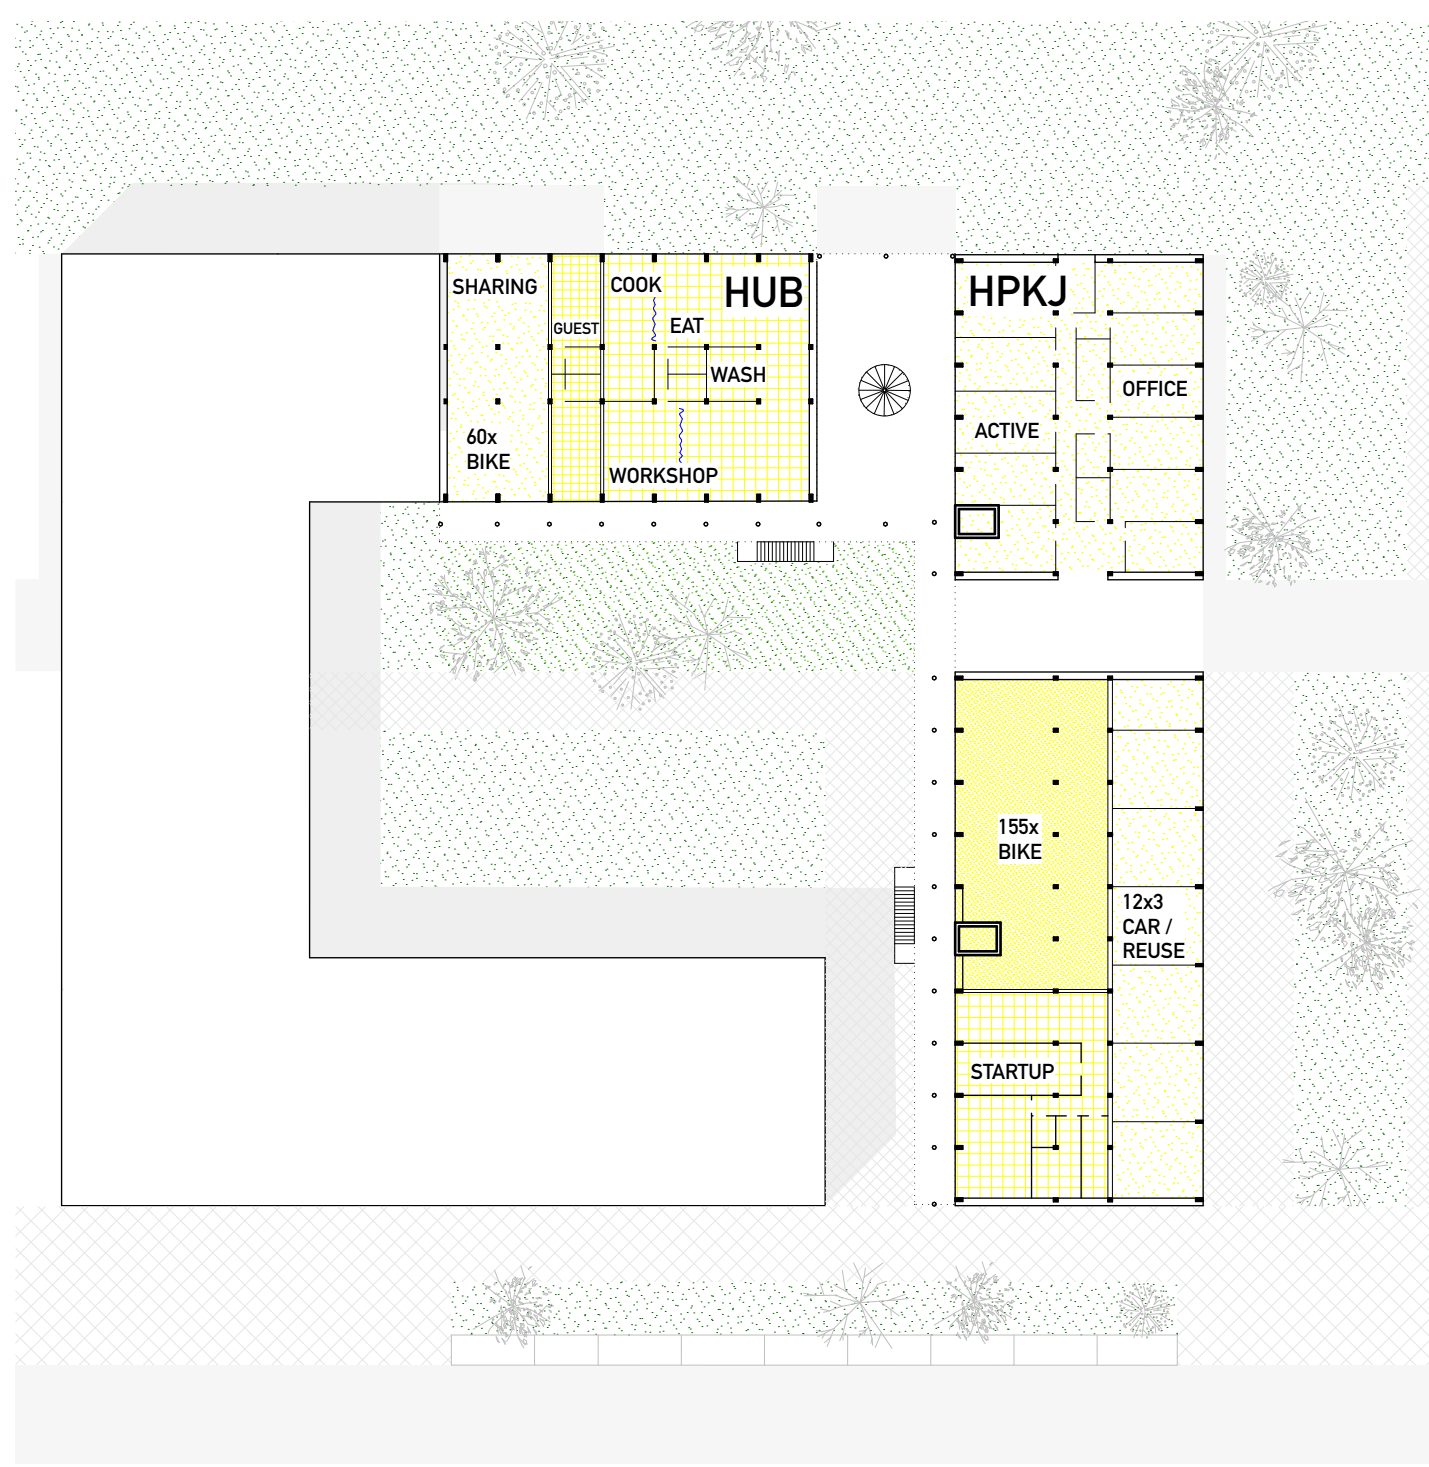 SHARING
60x
BIKE
GUEST
COOK
HUB
EAT
WASH
WORKSHOP
HPKJ
OFFICE
ACTIVE
155x
BIKE
12x3
CAR /
REUSE
STARTUP